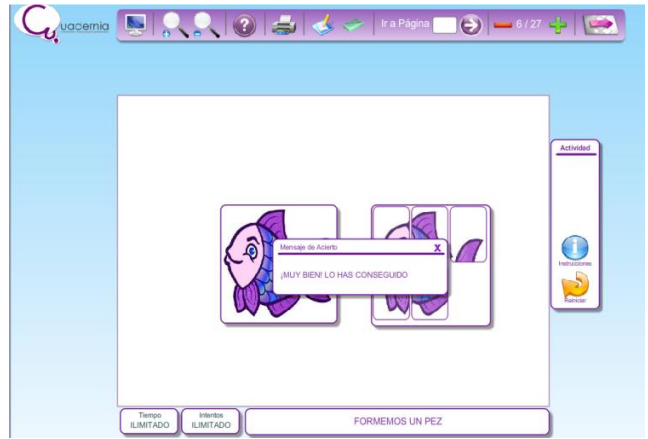 Cuadernia
Ir a Página
6 / 27
Actividad
Mensaje de Acierto X
¡MUY BIEN! LO HAS CONSEGUIDO
Instrucciones
Reiniciar
Tiempo
ILIMITADO
Intentos
ILIMITADO
FORMEMOS UN PEZ